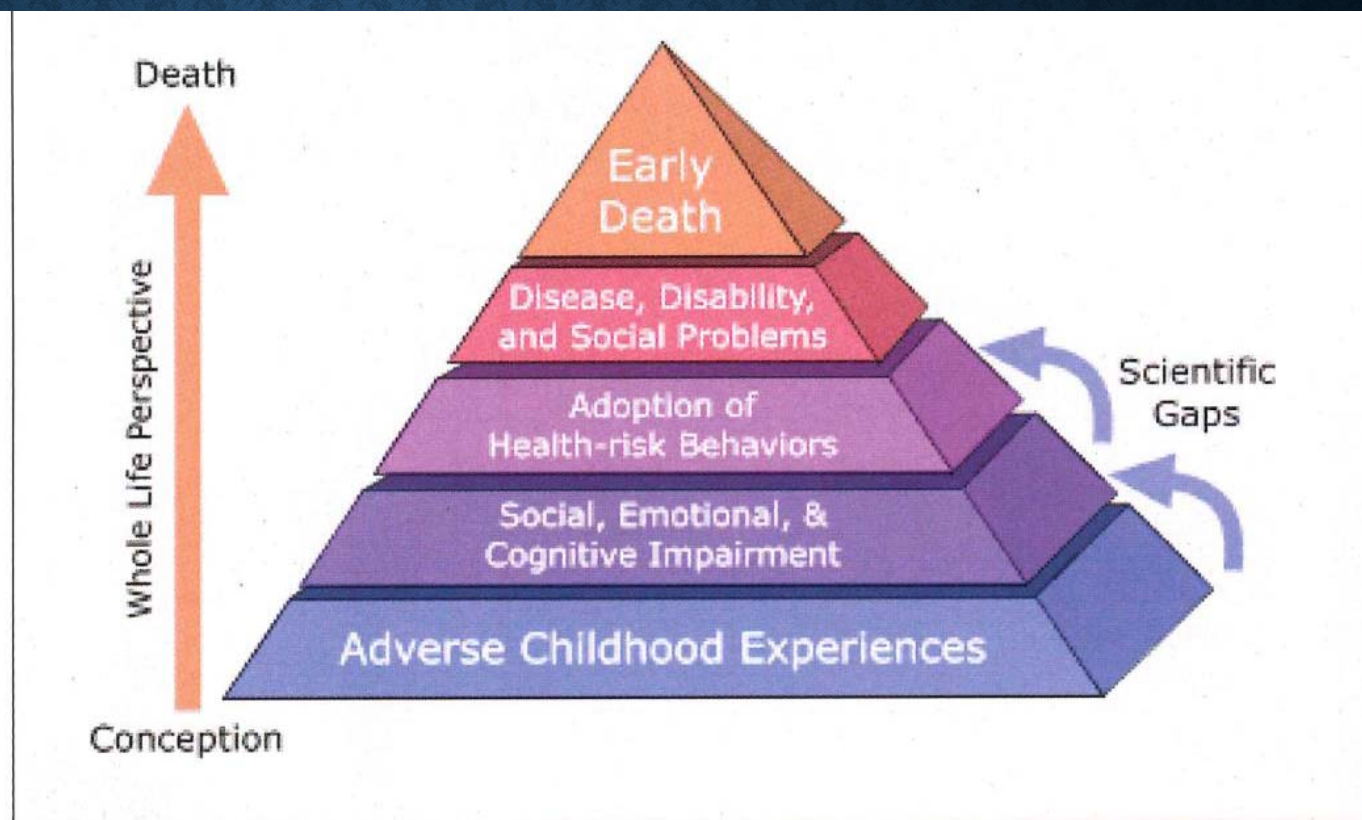 Death
Whole Life Perspective
Conception
Early
Death
Disease, Disability,
and Social Problems
Adoption of
Health-risk Behaviors
Social, Emotional, &
Cognitive Impairment
Adverse Childhood Experiences
Scientific
Gaps